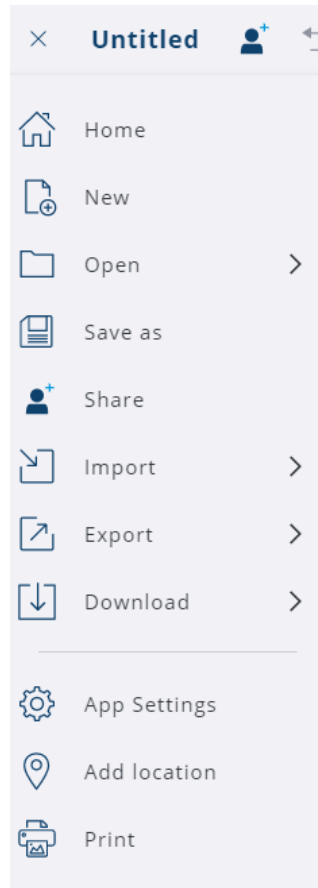 Untitled
Home
New
Open
Save as
Share
Import
Export
Download
App Settings
Add location
Print